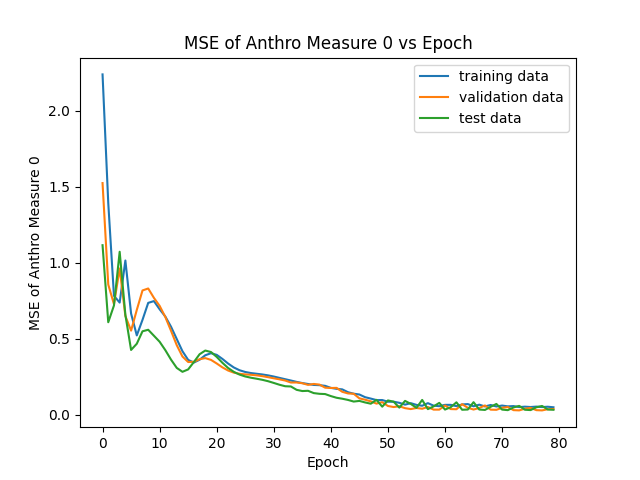 MSE of Anthro Measure 0 vs Epoch
training data
validation data
test data
MSE of Anthro Measure 0
2.0
1.5
1.0
0.5
0.0
0 10 20 30 40 50 60 70 80
Epoch